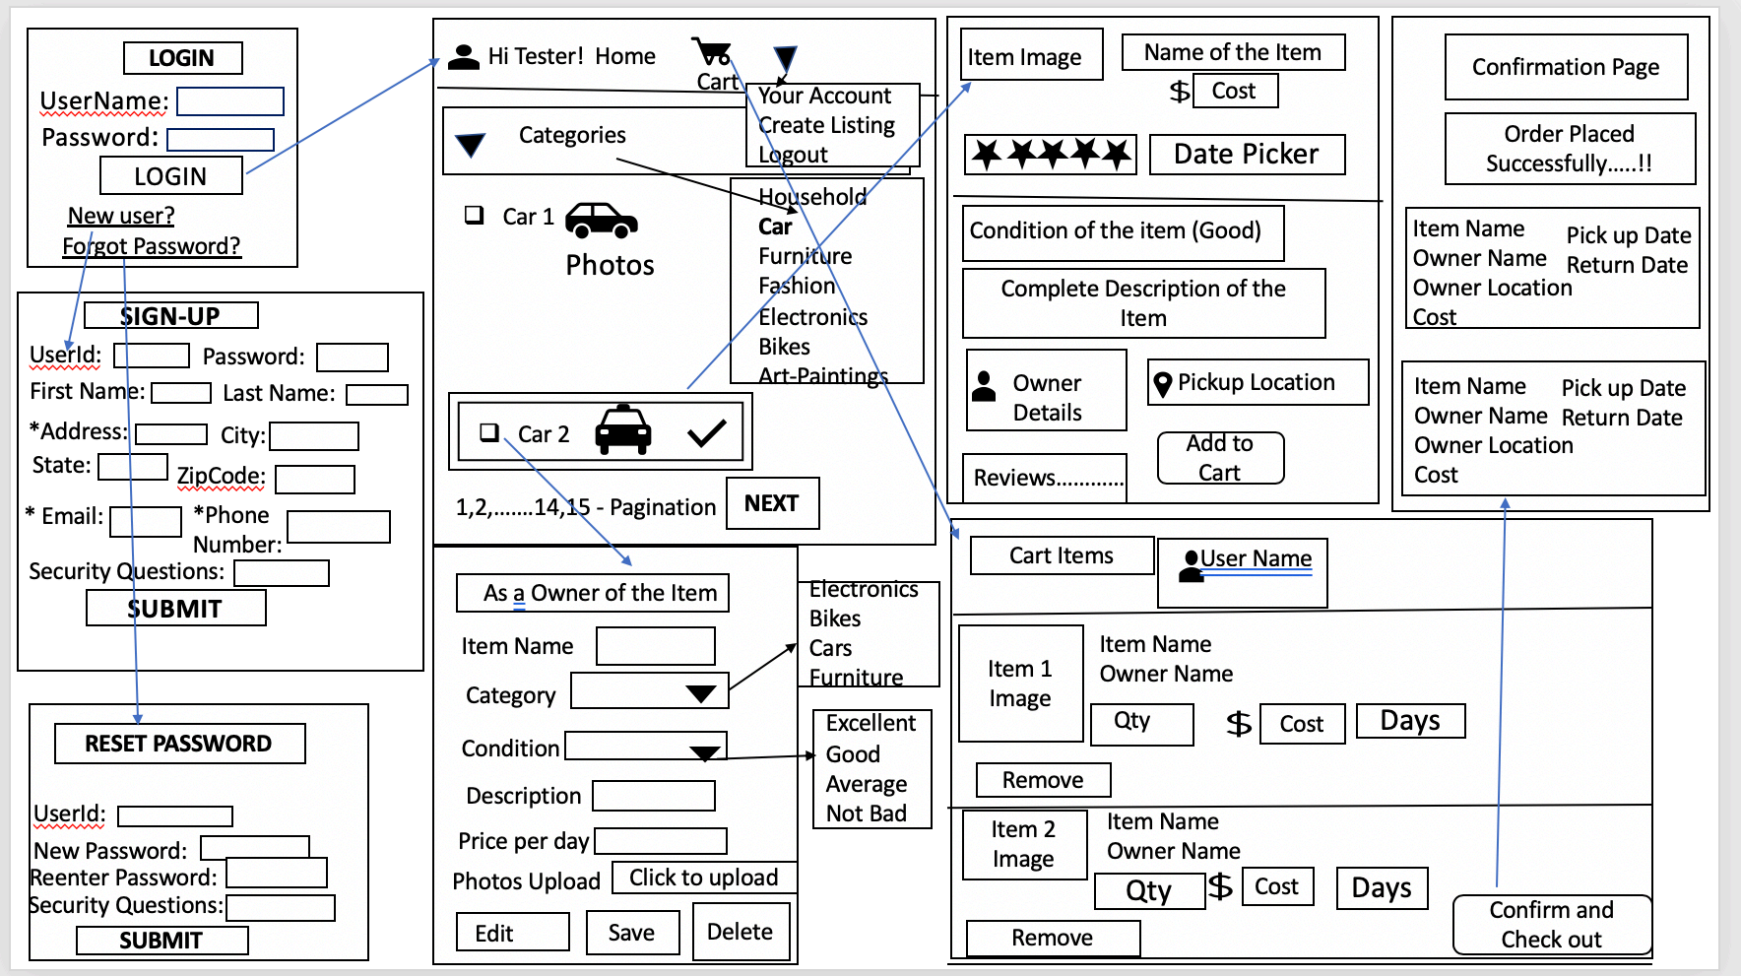 LOGIN
UserName:
Password:
LOGIN
New user?
Forgot Password?
SIGN-UP
UserId: Password:
First Name: Last Name:
*Address: City:
State: ZipCode:
* Email: *Phone
Number:
Security Questions:
SUBMIT
RESET PASSWORD
UserId:
New Password:
Reenter Password:
Security Questions:
SUBMIT
Hi Tester! Home
Cart
Your Account
Create Listing
Logout
Categories
Household
Car
Furniture
Fashion
Electronics
Bikes
Art-Paintings
Car 1
Photos
Car 2
1,2,.......14,15 - Pagination
NEXT
As a Owner of the Item
Item Name
Category
Condition
Description
Price per day
Photos Upload Click to upload
Edit Save Delete
Electronics
Bikes
Cars
Furniture
Excellent
Good
Average
Not Bad
Item Image
Name of the Item
$ Cost
Date Picker
Condition of the item (Good)
Complete Description of the
Item
Owner
Details
Pickup Location
Add to
Cart
Reviews............
Cart Items
User Name
Item 1
Image
Item Name
Owner Name
Qty $ Cost Days
Remove
Item 2
Image
Item Name
Owner Name
Qty $ Cost Days
Remove
Confirm and
Check out
Confirmation Page
Order Placed
Successfully.....!!
Item Name Pick up Date
Owner Name Return Date
Owner Location
Cost
Item Name Pick up Date
Owner Name Return Date
Owner Location
Cost